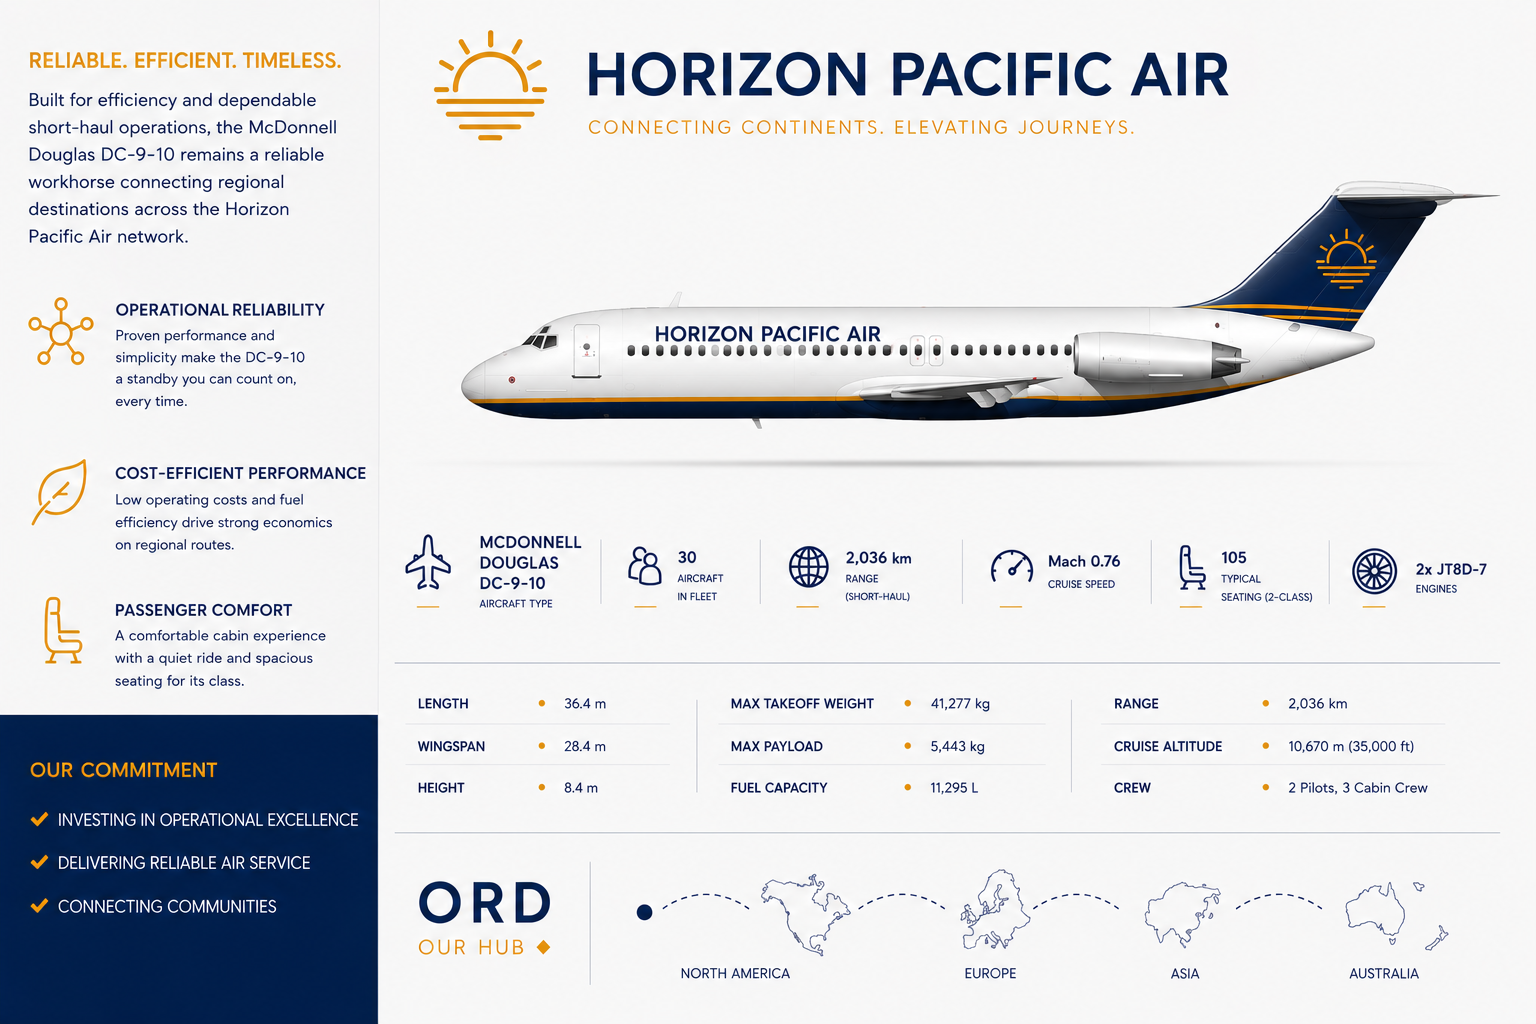 RELIABLE. EFFICIENT. TIMELESS.
Built for efficiency and dependable
short-haul operations, the McDonnell
Douglas DC-9-10 remains a reliable
workhorse connecting regional
destinations across the Horizon
Pacific Air network.
OPERATIONAL RELIABILITY
Proven performance and
simplicity make the DC-9-10
a standby you can count on,
every time.
COST-EFFICIENT PERFORMANCE
Low operating costs and fuel
efficiency drive strong economics
on regional routes.
PASSENGER COMFORT
A comfortable cabin experience
with a quiet ride and spacious
seating for its class.
OUR COMMITMENT
INVESTING IN OPERATIONAL EXCELLENCE
DELIVERING RELIABLE AIR SERVICE
CONNECTING COMMUNITIES
HORIZON PACIFIC AIR
CONNECTING CONTINENTS. ELEVATING JOURNEYS.
HORIZON PACIFIC AIR
MCDONNELL
DOUGLAS
DC-9-10
AIRCRAFT TYPE
30
AIRCRAFT
IN FLEET
2,036 km
RANGE
(SHORT-HAUL)
Mach 0.76
CRUISE SPEED
105
TYPICAL
SEATING (2-CLASS)
2x JT8D-7
ENGINES
LENGTH • 36.4 m
WINGSPAN • 28.4 m
HEIGHT • 8.4 m
MAX TAKEOFF WEIGHT • 41,277 kg
MAX PAYLOAD • 5,443 kg
FUEL CAPACITY • 11,295 L
RANGE • 2,036 km
CRUISE ALTITUDE • 10,670 m (35,000 ft)
CREW • 2 Pilots, 3 Cabin Crew
ORD
OUR HUB
NORTH AMERICA
EUROPE
ASIA
AUSTRALIA